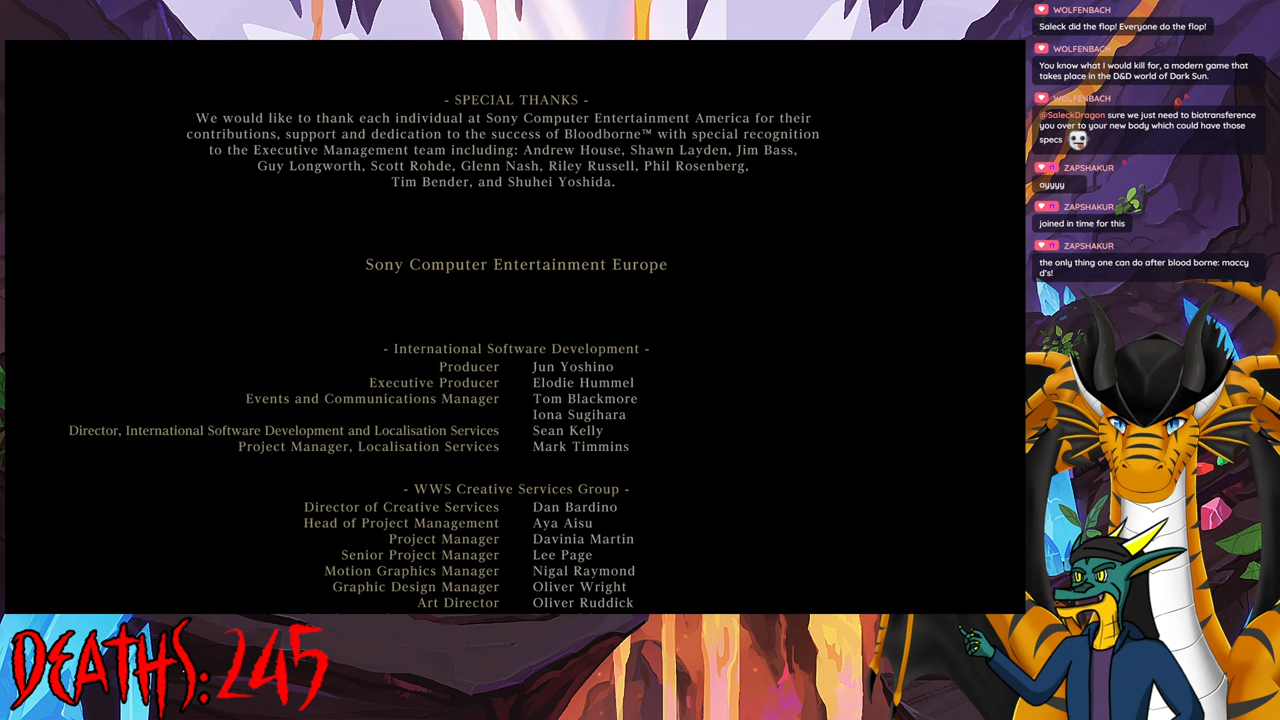 - SPECIAL THANKS -
We would like to thank each individual at Sony Computer Entertainment America for their
contributions, support and dedication to the success of Bloodborne™ with special recognition
to the Executive Management team including: Andrew House, Shawn Layden, Jim Bass,
Guy Longworth, Scott Rohde, Glenn Nash, Riley Russell, Phil Rosenberg,
Tim Bender, and Shuhei Yoshida.
Sony Computer Entertainment Europe
- International Software Development -
Producer Jun Yoshino
Executive Producer Elodie Hummel
Events and Communications Manager Tom Blackmore
Iona Sugihara
Director, International Software Development and Localisation Services Sean Kelly
Project Manager, Localisation Services Mark Timmins
- WWS Creative Services Group -
Director of Creative Services Dan Bardino
Head of Project Management Aya Aisu
Project Manager Davinia Martin
Senior Project Manager Lee Page
Motion Graphics Manager Nigal Raymond
Graphic Design Manager Oliver Wright
Art Director Oliver Ruddick
WOLFENBACH
Saleck did the flop! Everyone do the flop!
WOLFENBACH
You know what I would kill for, a modern game that
takes place in the D&D world of Dark Sun.
WOLFENBACH
@SaleckDragon sure we just need to biotransference
you over to your new body which could have those
specs
ZAPSHAKUR
ayyyy
ZAPSHAKUR
joined in time for this
ZAPSHAKUR
the only thing one can do after blood borne: maccy
d's!
DEATHS: 245